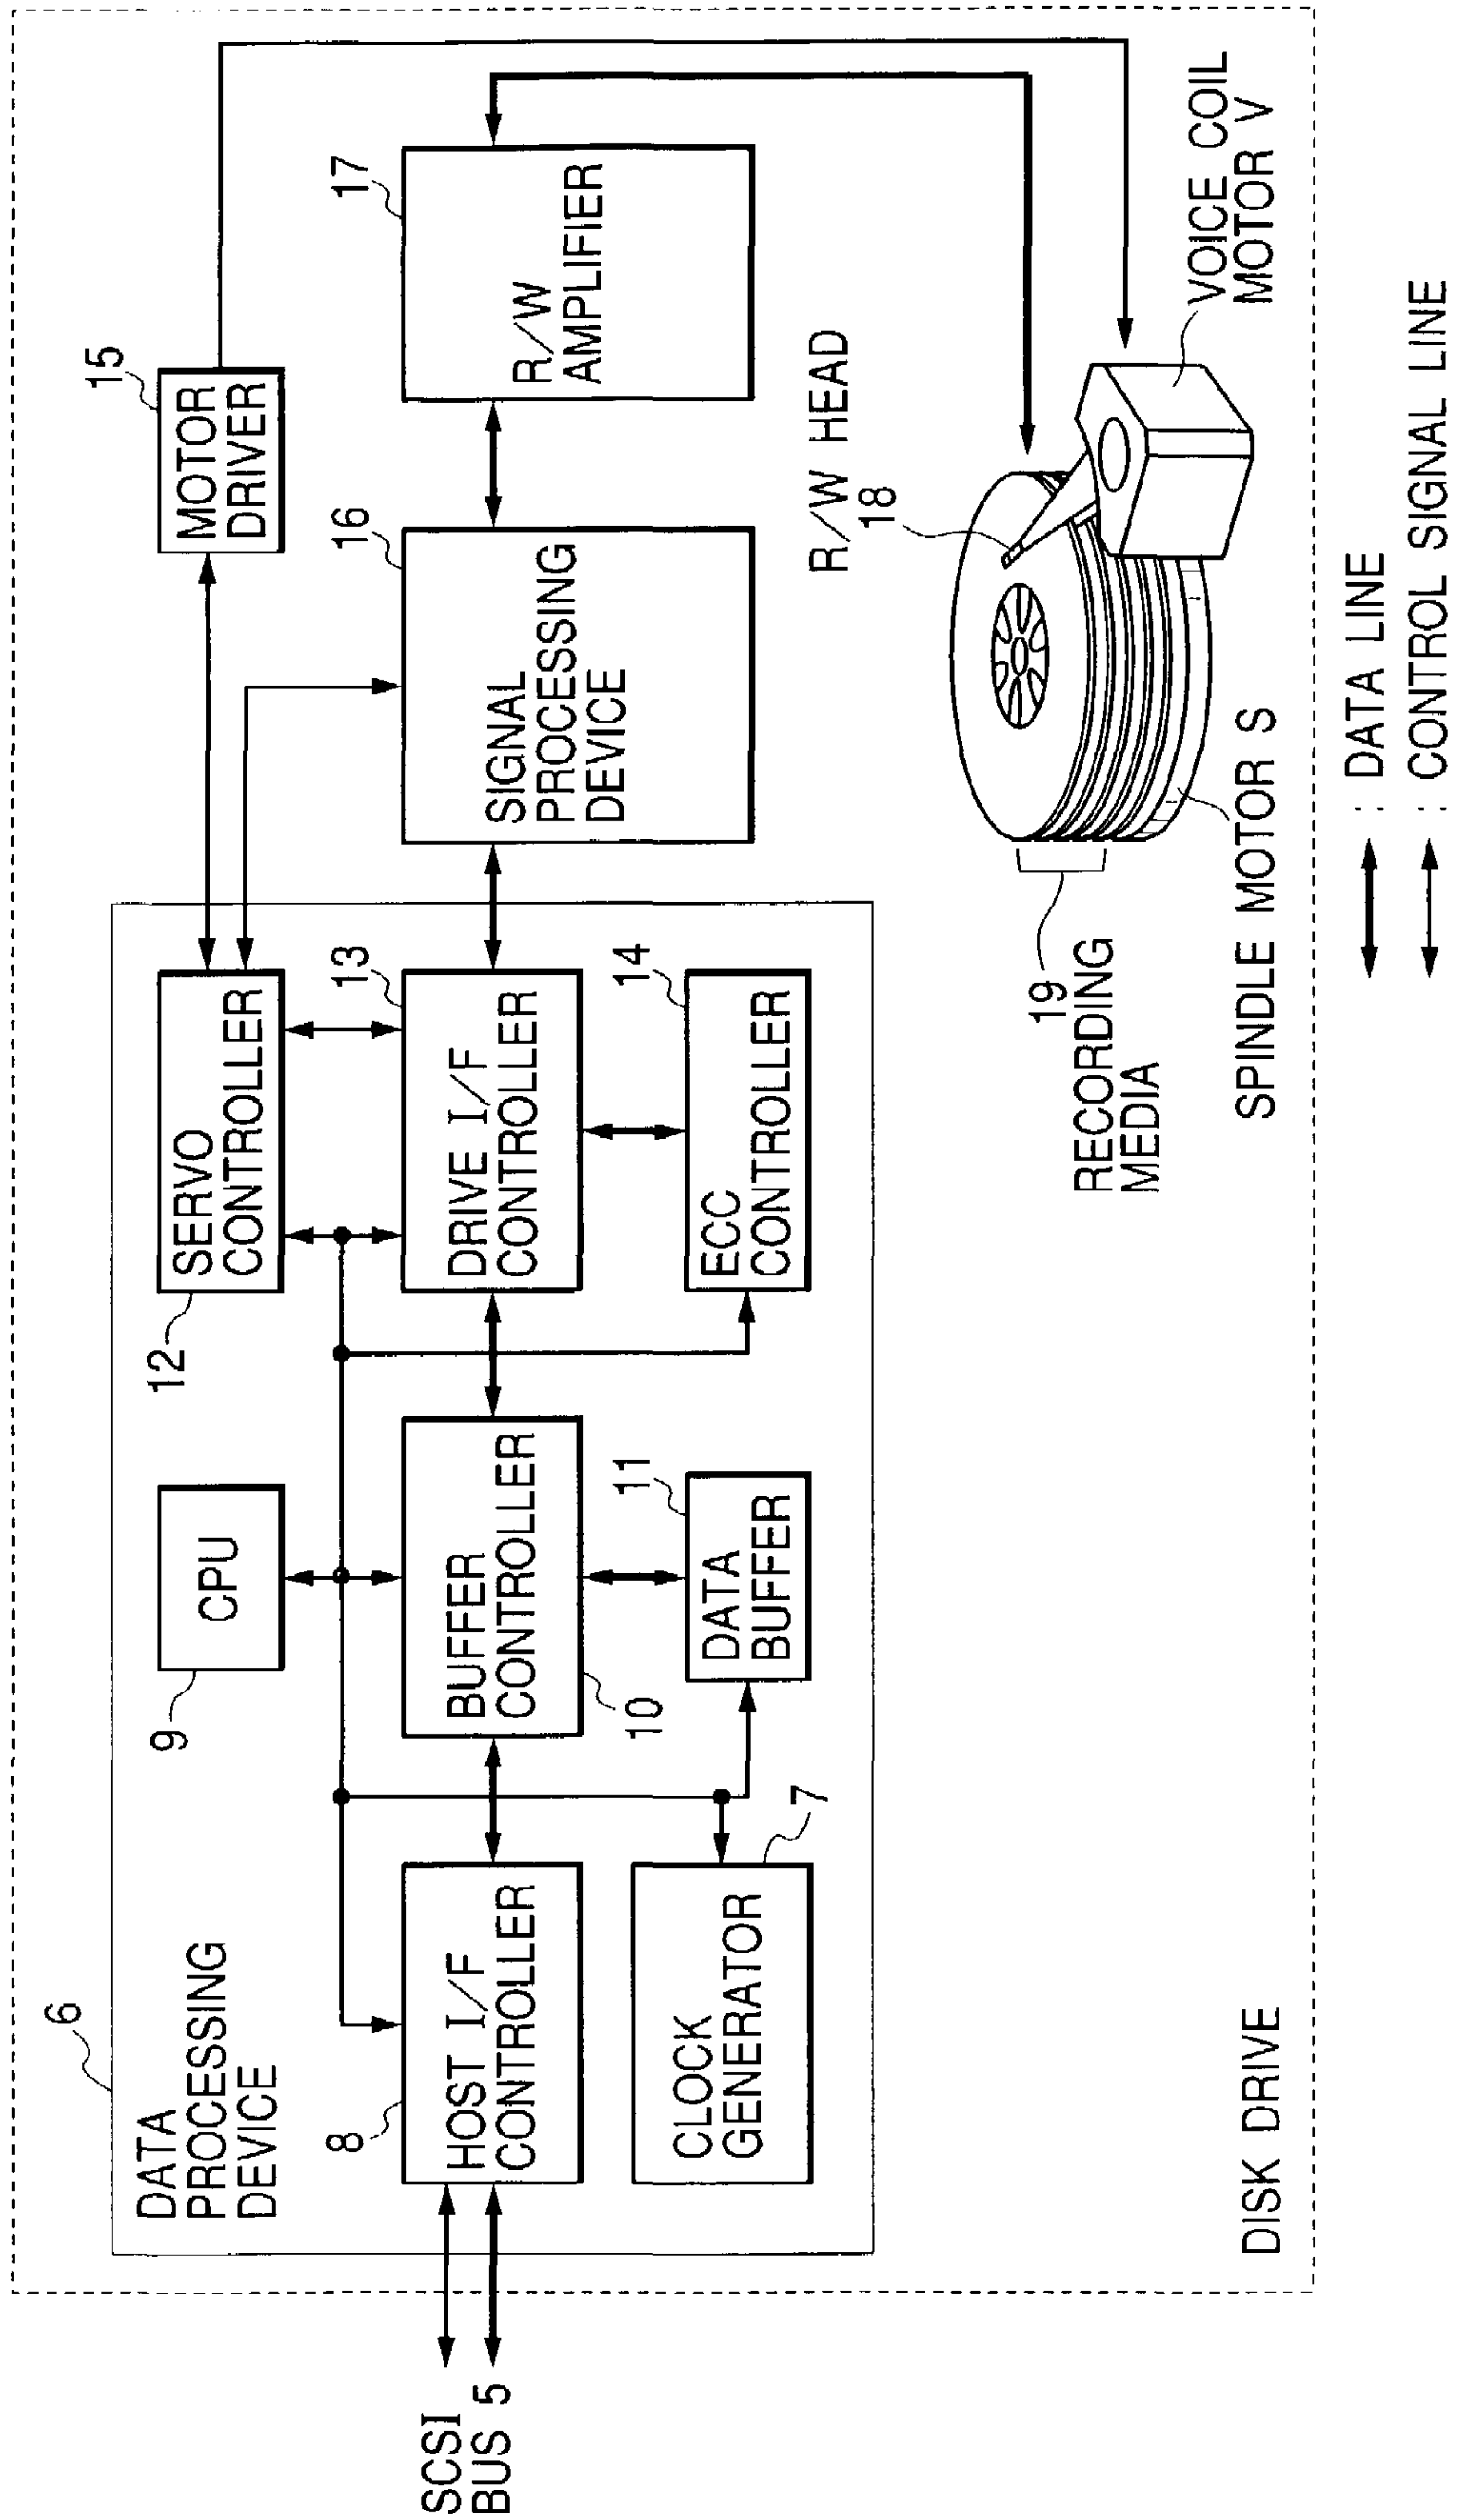 6
DATA
PROCESSING
DEVICE
9
CPU
12
SERVO
CONTROLLER
15
MOTOR
DRIVER
8
HOST I/F
CONTROLLER
BUFFER
CONTROLLER
10
13
DRIVE I/F
CONTROLLER
16
SIGNAL
PROCESSING
DEVICE
17
R/W
AMPLIFIER
SCSI
BUS 5
CLOCK
GENERATOR
7
11
DATA
BUFFER
14
ECC
CONTROLLER
R/W HEAD
18
19
RECORDING
MEDIA
SPINDLE MOTOR S
VOICE COIL
MOTOR V
DISK DRIVE
: DATA LINE
: CONTROL SIGNAL LINE